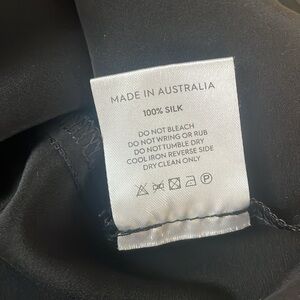 MADE IN AUSTRALIA
100% SILK
DO NOT BLEACH
DO NOT WRING OR RUB
DO NOT TUMBLE DRY
COOL IRON REVERSE SIDE
DRY CLEAN ONLY